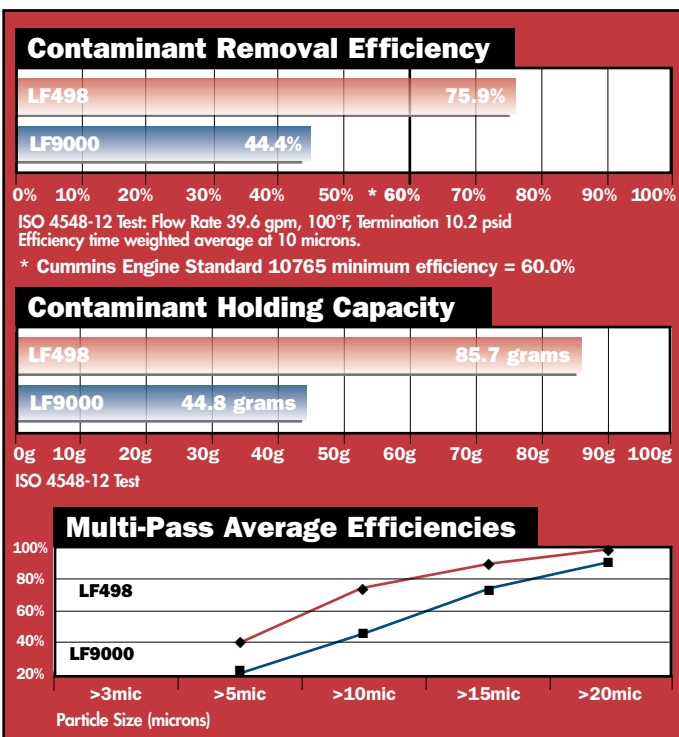 Contaminant Removal Efficiency
LF498 75.9%
LF9000 44.4%
0% 10% 20% 30% 40% 50% * 60% 70% 80% 90% 100%
ISO 4548-12 Test: Flow Rate 39.6 gpm, 100°F, Termination 10.2 psid
Efficiency time weighted average at 10 microns.
* Cummins Engine Standard 10765 minimum efficiency = 60.0%
Contaminant Holding Capacity
LF498 85.7 grams
LF9000 44.8 grams
0g 10g 20g 30g 40g 50g 60g 70g 80g 90g 100g
ISO 4548-12 Test
Multi-Pass Average Efficiencies
100%
80%
LF498
60%
40%
LF9000
20%
>3mic >5mic >10mic >15mic >20mic
Particle Size (microns)